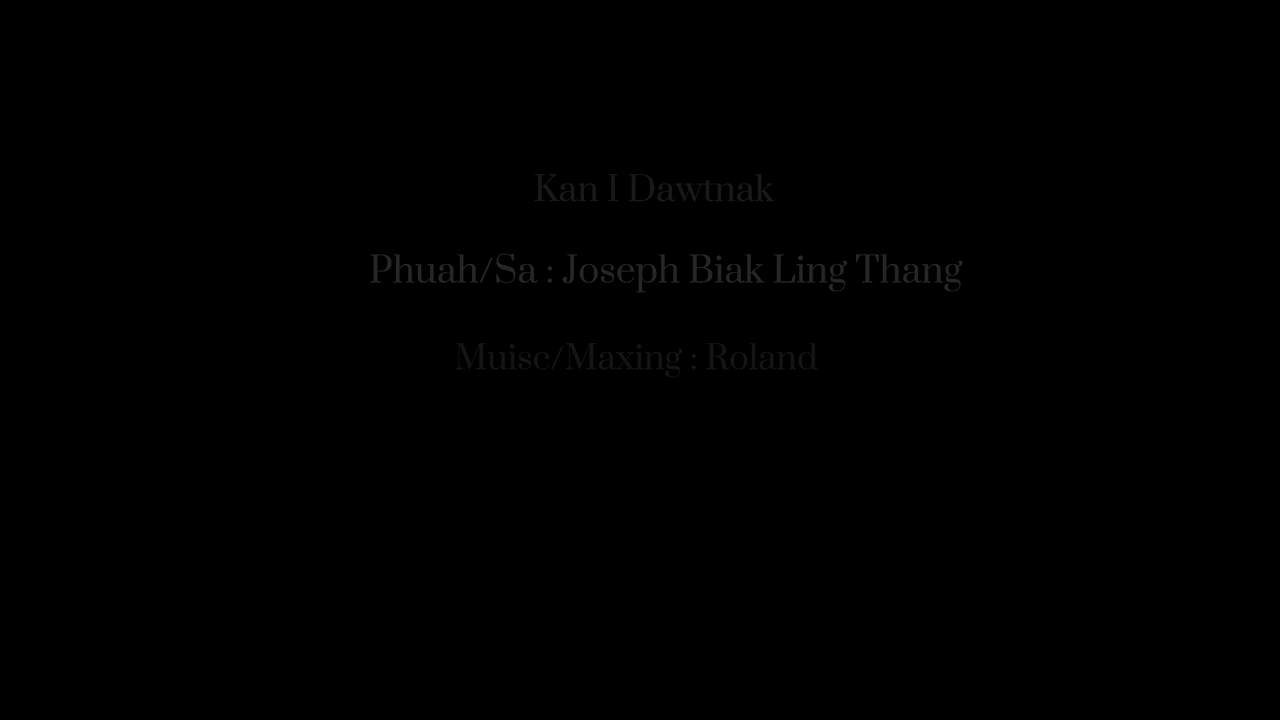 Kan I Dawtnak
Phuah/Sa : Joseph Biak Ling Thang
Muisc/Maxing : Roland